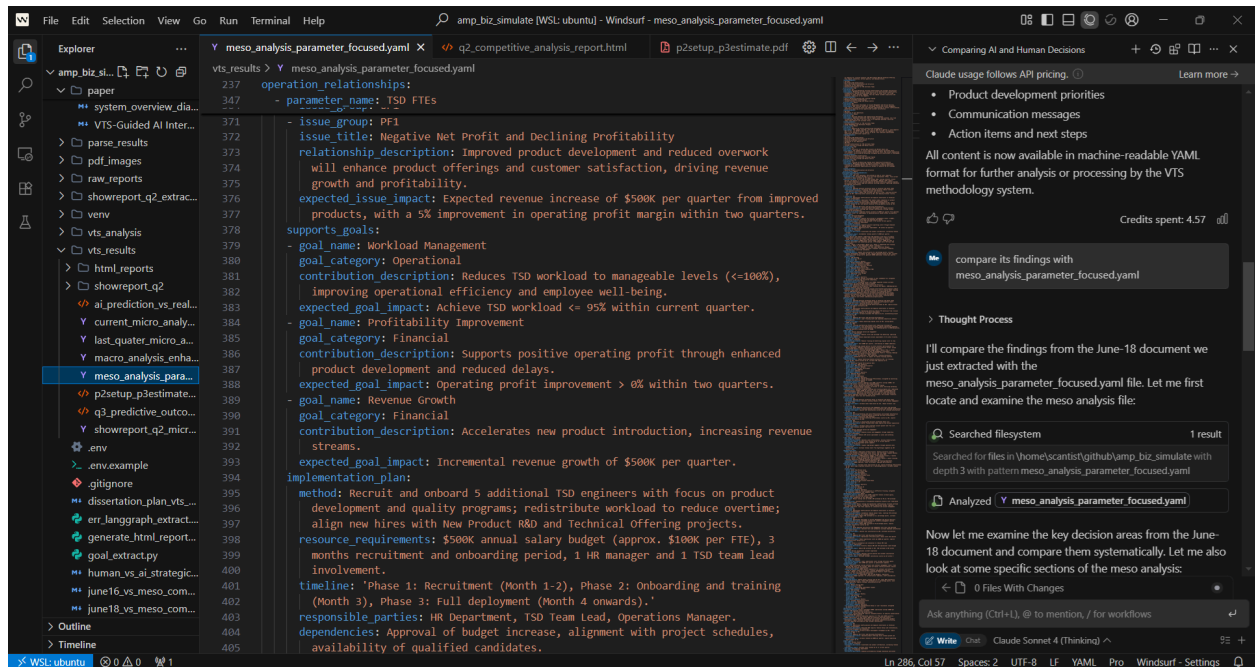 File Edit Selection View Go Run Terminal Help
amp_biz_simulate [WSL: ubuntu] - Windsurf - meso_analysis_parameter_focused.yaml
Explorer
amp_biz_si...
paper
system_overview_dia...
VTS-Guided AI Inter...
parse_results
pdf_images
raw_reports
showreport_q2_extrac...
venv
vts_analysis
vts_results
html_reports
showreport_q2
ai_prediction_vs_real...
current_micro_analy...
last_quater_micro_a...
macro_analysis_enha...
meso_analysis_para...
p2setup_p3estimate...
q3_predictive_outco...
showreport_q2_micr...
.env
.env.example
.gitignore
dissertation_plan_vts_...
err_langgraph_extract...
generate_html_report...
goal_extract.py
human_vs_ai_strategic...
june16_vs_meso_com...
june18_vs_meso_com...
Outline
Timeline
meso_analysis_parameter_focused.yaml
q2_competitive_analysis_report.html
p2setup_p3estimate.pdf
vts_results > meso_analysis_parameter_focused.yaml
237 operation_relationships:
347 - parameter_name: TSD FTEs
371 - issue_group: PF1
372 issue_title: Negative Net Profit and Declining Profitability
373 relationship_description: Improved product development and reduced overwork
374 will enhance product offerings and customer satisfaction, driving revenue
375 growth and profitability.
376 expected_issue_impact: Expected revenue increase of $500K per quarter from improved
377 products, with a 5% improvement in operating profit margin within two quarters.
378 supports_goals:
379 - goal_name: Workload Management
380 goal_category: Operational
381 contribution_description: Reduces TSD workload to manageable levels (<=100%),
382 improving operational efficiency and employee well-being.
383 expected_goal_impact: Achieve TSD workload <= 95% within current quarter.
384 - goal_name: Profitability Improvement
385 goal_category: Financial
386 contribution_description: Supports positive operating profit through enhanced
387 product development and reduced delays.
388 expected_goal_impact: Operating profit improvement > 0% within two quarters.
389 - goal_name: Revenue Growth
390 goal_category: Financial
391 contribution_description: Accelerates new product introduction, increasing revenue
392 streams.
393 expected_goal_impact: Incremental revenue growth of $500K per quarter.
394 implementation_plan:
395 method: Recruit and onboard 5 additional TSD engineers with focus on product
396 development and quality programs; redistribute workload to reduce overtime;
397 align new hires with New Product R&D and Technical Offering projects.
398 resource_requirements: $500K annual salary budget (approx. $100K per FTE), 3
399 months recruitment and onboarding period, 1 HR manager and 1 TSD team lead
400 involvement.
401 timeline: 'Phase 1: Recruitment (Month 1-2), Phase 2: Onboarding and training
402 (Month 3), Phase 3: Full deployment (Month 4 onwards).'
403 responsible_parties: HR Department, TSD Team Lead, Operations Manager.
404 dependencies: Approval of budget increase, alignment with project schedules,
405 availability of qualified candidates.
Comparing AI and Human Decisions
Claude usage follows API pricing.
Learn more →
• Product development priorities
• Communication messages
• Action items and next steps
All content is now available in machine-readable YAML
format for further analysis or processing by the VTS
methodology system.
Credits spent: 4.57
Me
compare its findings with
meso_analysis_parameter_focused.yaml
Thought Process
I'll compare the findings from the June-18 document we
just extracted with the
meso_analysis_parameter_focused.yaml file. Let me first
locate and examine the meso analysis file:
Searched filesystem 1 result
Searched for files in \home\scantist\github\amp_biz_simulate with
depth 3 with pattern meso_analysis_parameter_focused.yaml
Analyzed meso_analysis_parameter_focused.yaml
Now let me examine the key decision areas from the June-
18 document and compare them systematically. Let me also
look at some specific sections of the meso analysis:
0 Files With Changes
Ask anything (Ctrl+L), @ to mention, / for workflows
Write Chat Claude Sonnet 4 (Thinking)
WSL: ubuntu 0 0 1
Ln 286, Col 57 Spaces: 2 UTF-8 LF YAML Pro Windsurf - Settings